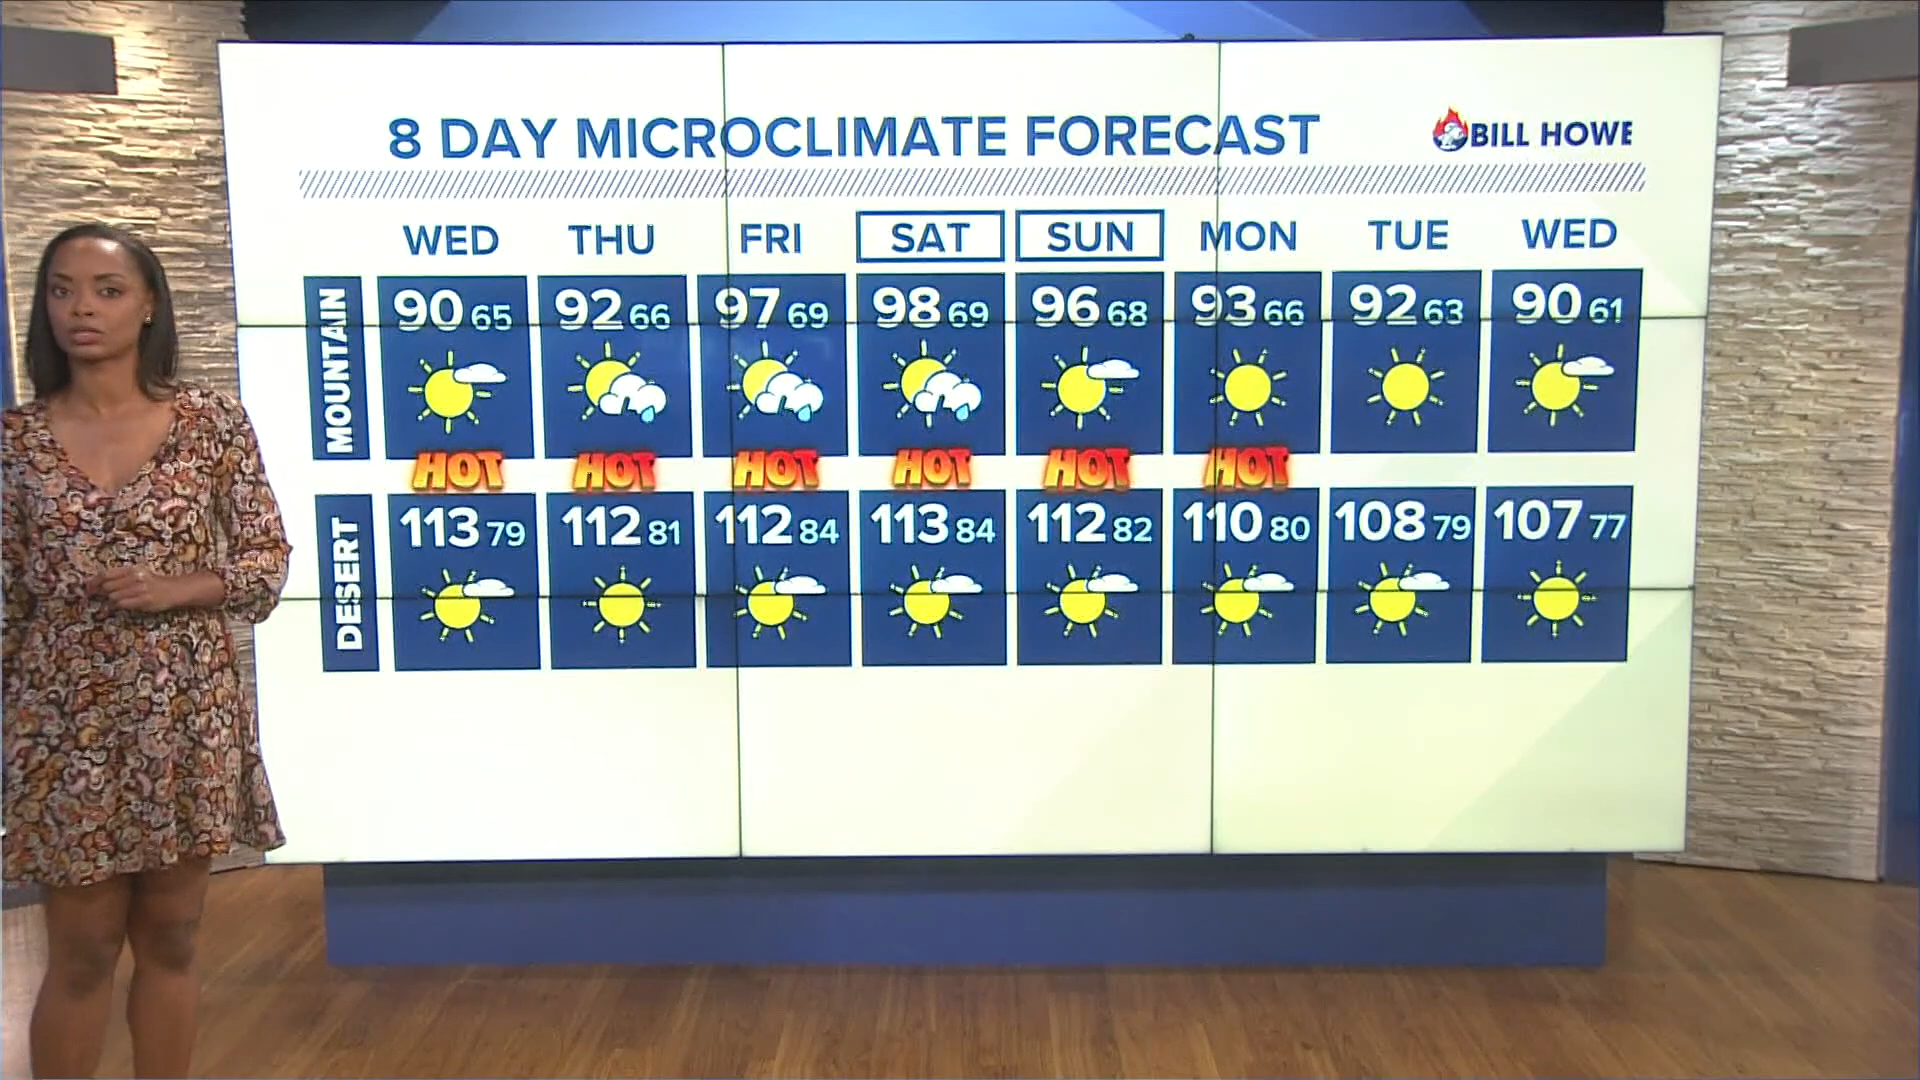 8 DAY MICROCLIMATE FORECAST
BILL HOWE
WED THU FRI SAT SUN MON TUE WED
MOUNTAIN
90 65 92 66 97 69 98 69 96 68 93 66 92 63 90 61
HOT HOT HOT HOT HOT HOT
DESERT
113 79 112 81 112 84 113 84 112 82 110 80 108 79 107 77